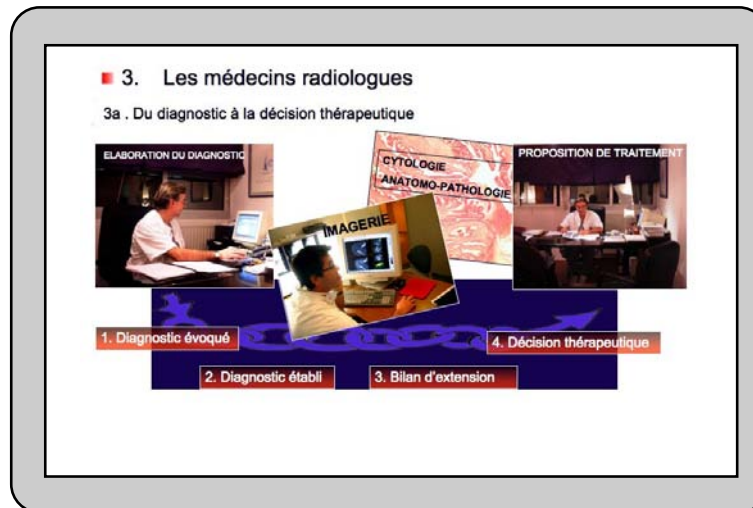 3. Les médecins radiologues
3a . Du diagnostic à la décision thérapeutique
ELABORATION DU DIAGNOSTIC
CYTOLOGIE
ANATOMO-PATHOLOGIE
PROPOSITION DE TRAITEMENT
IMAGERIE
1. Diagnostic évoqué
4. Décision thérapeutique
2. Diagnostic établi
3. Bilan d'extension